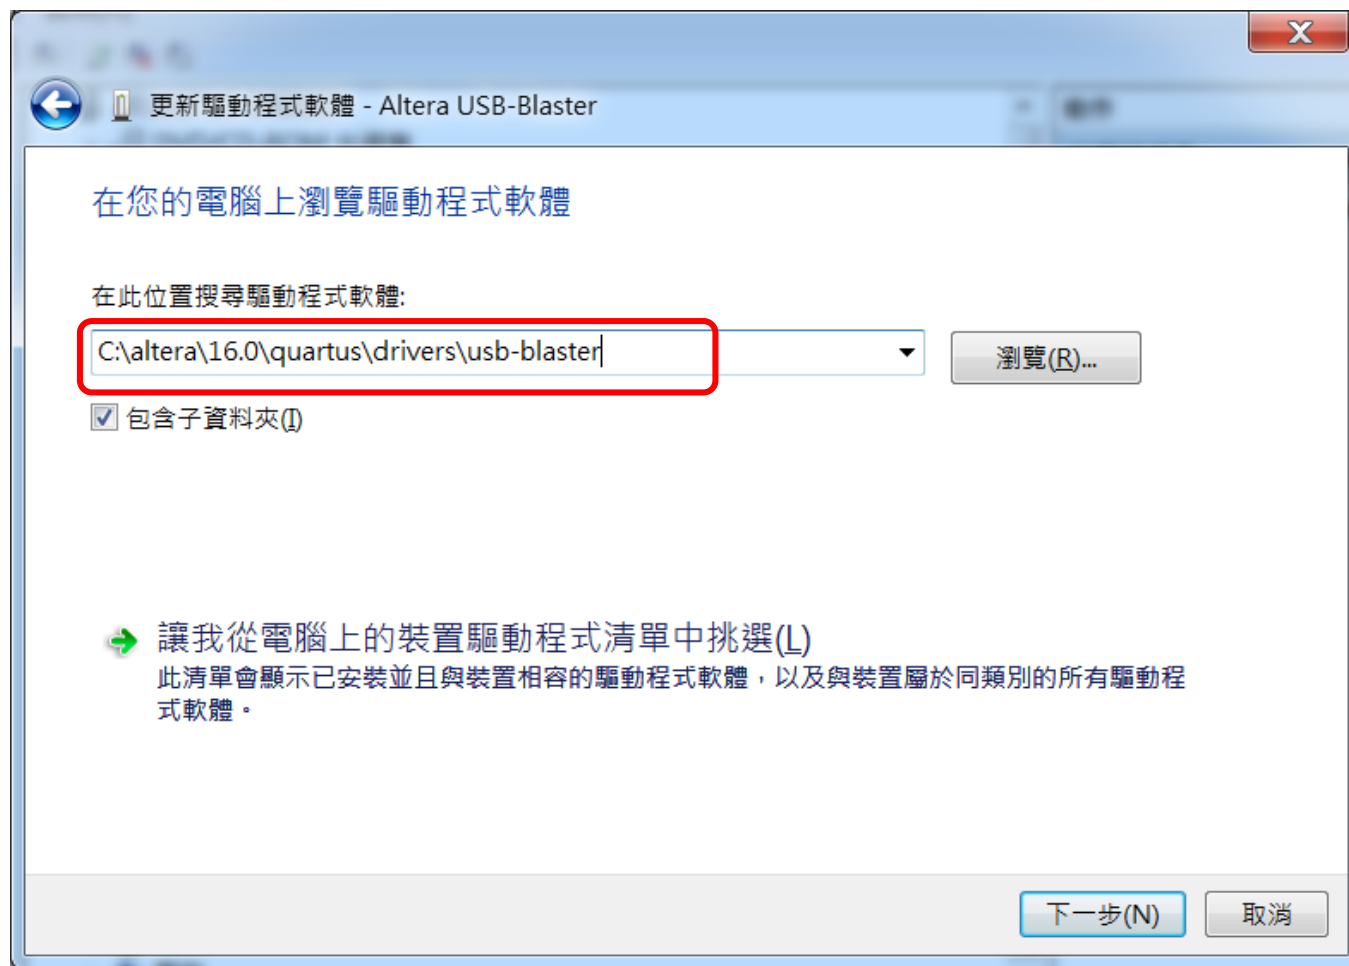 更新驅動程式軟體 - Altera USB-Blaster
在您的電腦上瀏覽驅動程式軟體
在此位置搜尋驅動程式軟體:
C:\altera\16.0\quartus\drivers\usb-blaster
瀏覽(R)...
包含子資料夾(I)
讓我從電腦上的裝置驅動程式清單中挑選(L)
此清單會顯示已安裝並且與裝置相容的驅動程式軟體，以及與裝置屬於同類別的所有驅動程
式軟體。
下一步(N)
取消